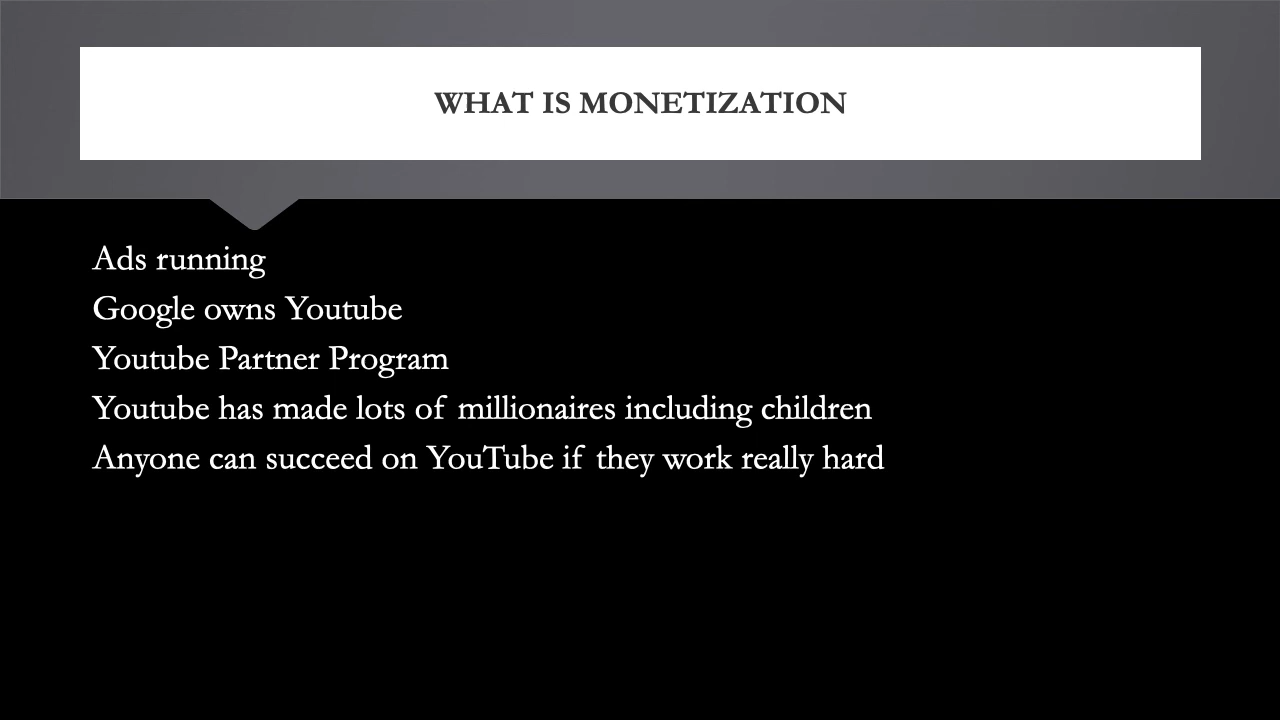 WHAT IS MONETIZATION
Ads running
Google owns Youtube
Youtube Partner Program
Youtube has made lots of millionaires including children
Anyone can succeed on YouTube if they work really hard